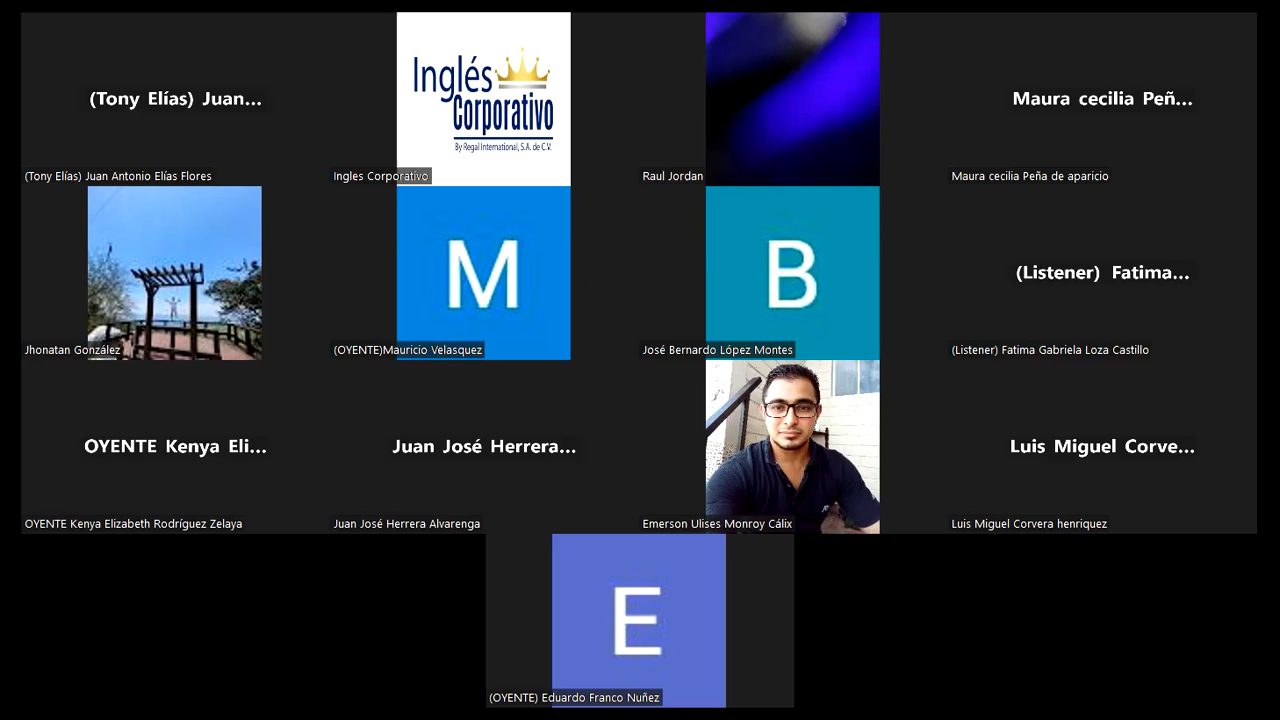 (Tony Elías) Juan...
(Tony Elías) Juan Antonio Elías Flores
Inglés
Corporativo
By Regal International, S.A. de C.V.
Ingles Corporativo
Raul Jordan
Maura cecilia Peñ...
Maura cecilia Peña de aparicio
Jhonatan González
M
(OYENTE)Mauricio Velasquez
B
José Bernardo López Montes
(Listener) Fatima...
(Listener) Fatima Gabriela Loza Castillo
OYENTE Kenya Eli...
OYENTE Kenya Elizabeth Rodríguez Zelaya
Juan José Herrera...
Juan José Herrera Alvarenga
Emerson Ulises Monroy Cálix
Luis Miguel Corve...
Luis Miguel Corvera henriquez
E
(OYENTE) Eduardo Franco Nuñez